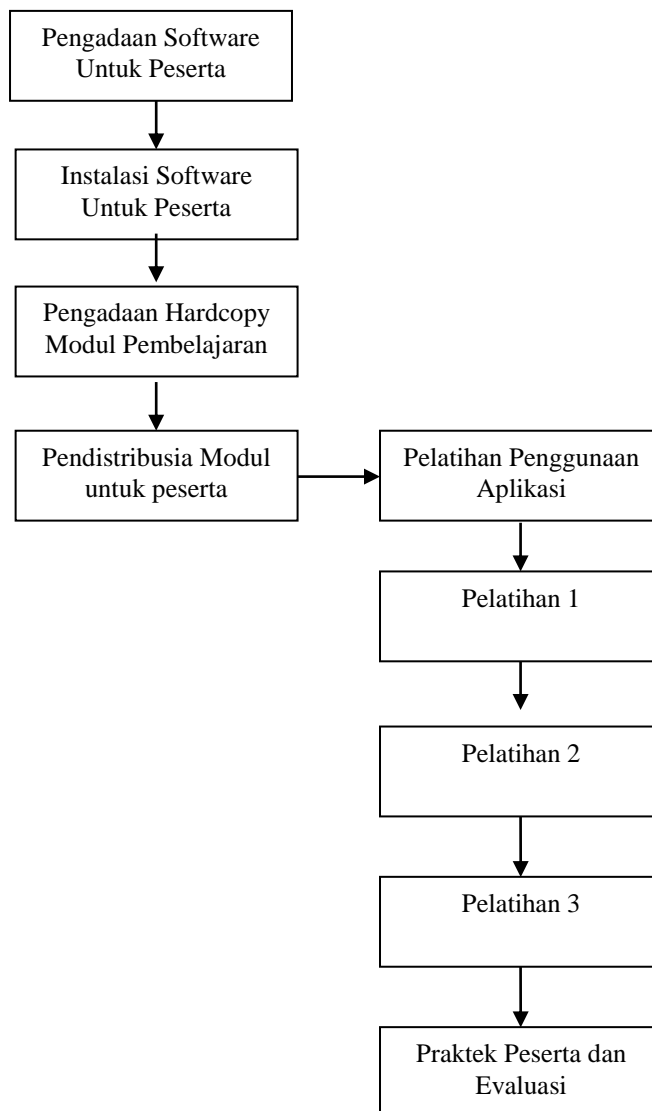 Pengadaan Software
Untuk Peserta
Instalasi Software
Untuk Peserta
Pengadaan Hardcopy
Modul Pembelajaran
Pendistribusia Modul
untuk peserta
Pelatihan Penggunaan
Aplikasi
Pelatihan 1
Pelatihan 2
Pelatihan 3
Praktek Peserta dan
Evaluasi